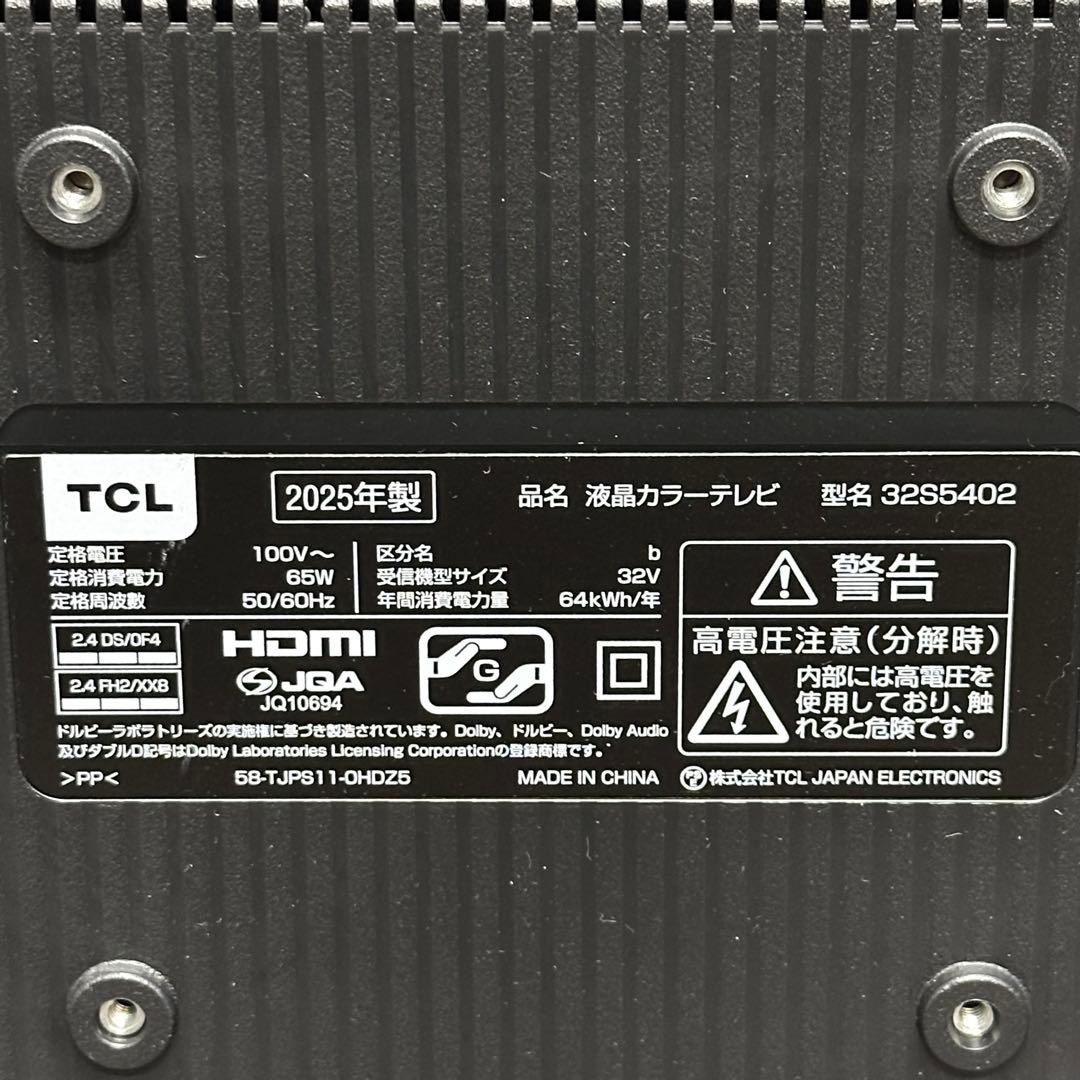 TCL 2025年製 品名 液晶カラーテレビ 型名 32S5402
定格電圧 100V～
定格消費電力 65W
定格周波数 50/60Hz
区分名 b
受信機型サイズ 32V
年間消費電力量 64kWh/年
警告
高電圧注意(分解時)
内部には高電圧を
使用しており、触
れると危険です。
2.4 DS/OF4
2.4 FH2/XX8
HDMI
JQA
JQ10694
G
ドルビーラボラトリーズの実施権に基づき製造されています。Dolby、ドルビー、Dolby Audio
及びダブルD記号はDolby Laboratories Licensing Corporationの登録商標です。
>PP< 58-TJPS11-0HDZ5 MADE IN CHINA 株式会社TCL JAPAN ELECTRONICS